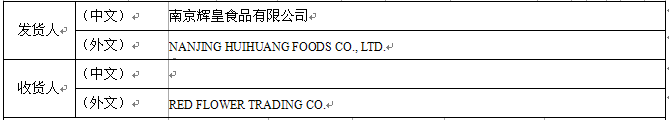 发货人 （中文） 南京辉皇食品有限公司
（外文） NANJING HUIHUANG FOODS CO., LTD.
收货人 （中文）
（外文） RED FLOWER TRADING CO.